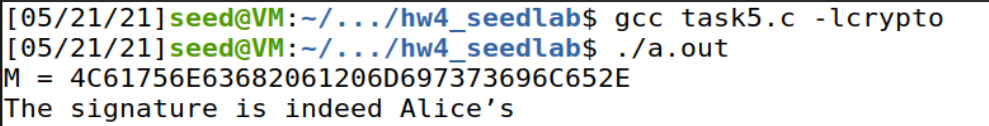 [05/21/21]seed@VM:~/.../hw4_seedlab$ gcc task5.c -lcrypto
[05/21/21]seed@VM:~/.../hw4_seedlab$ ./a.out
M = 4C61756E63682061206D697373696C652E
The signature is indeed Alice’s